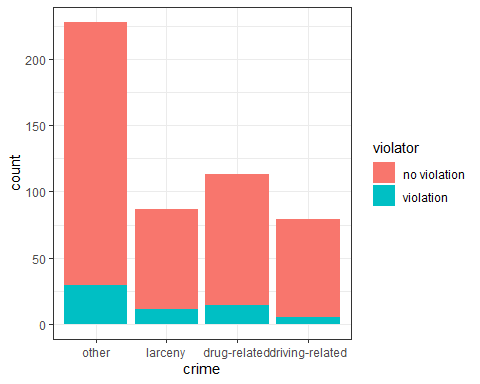 count
200
150
100
50
0
other larceny drug-related driving-related
crime
violator
no violation
violation